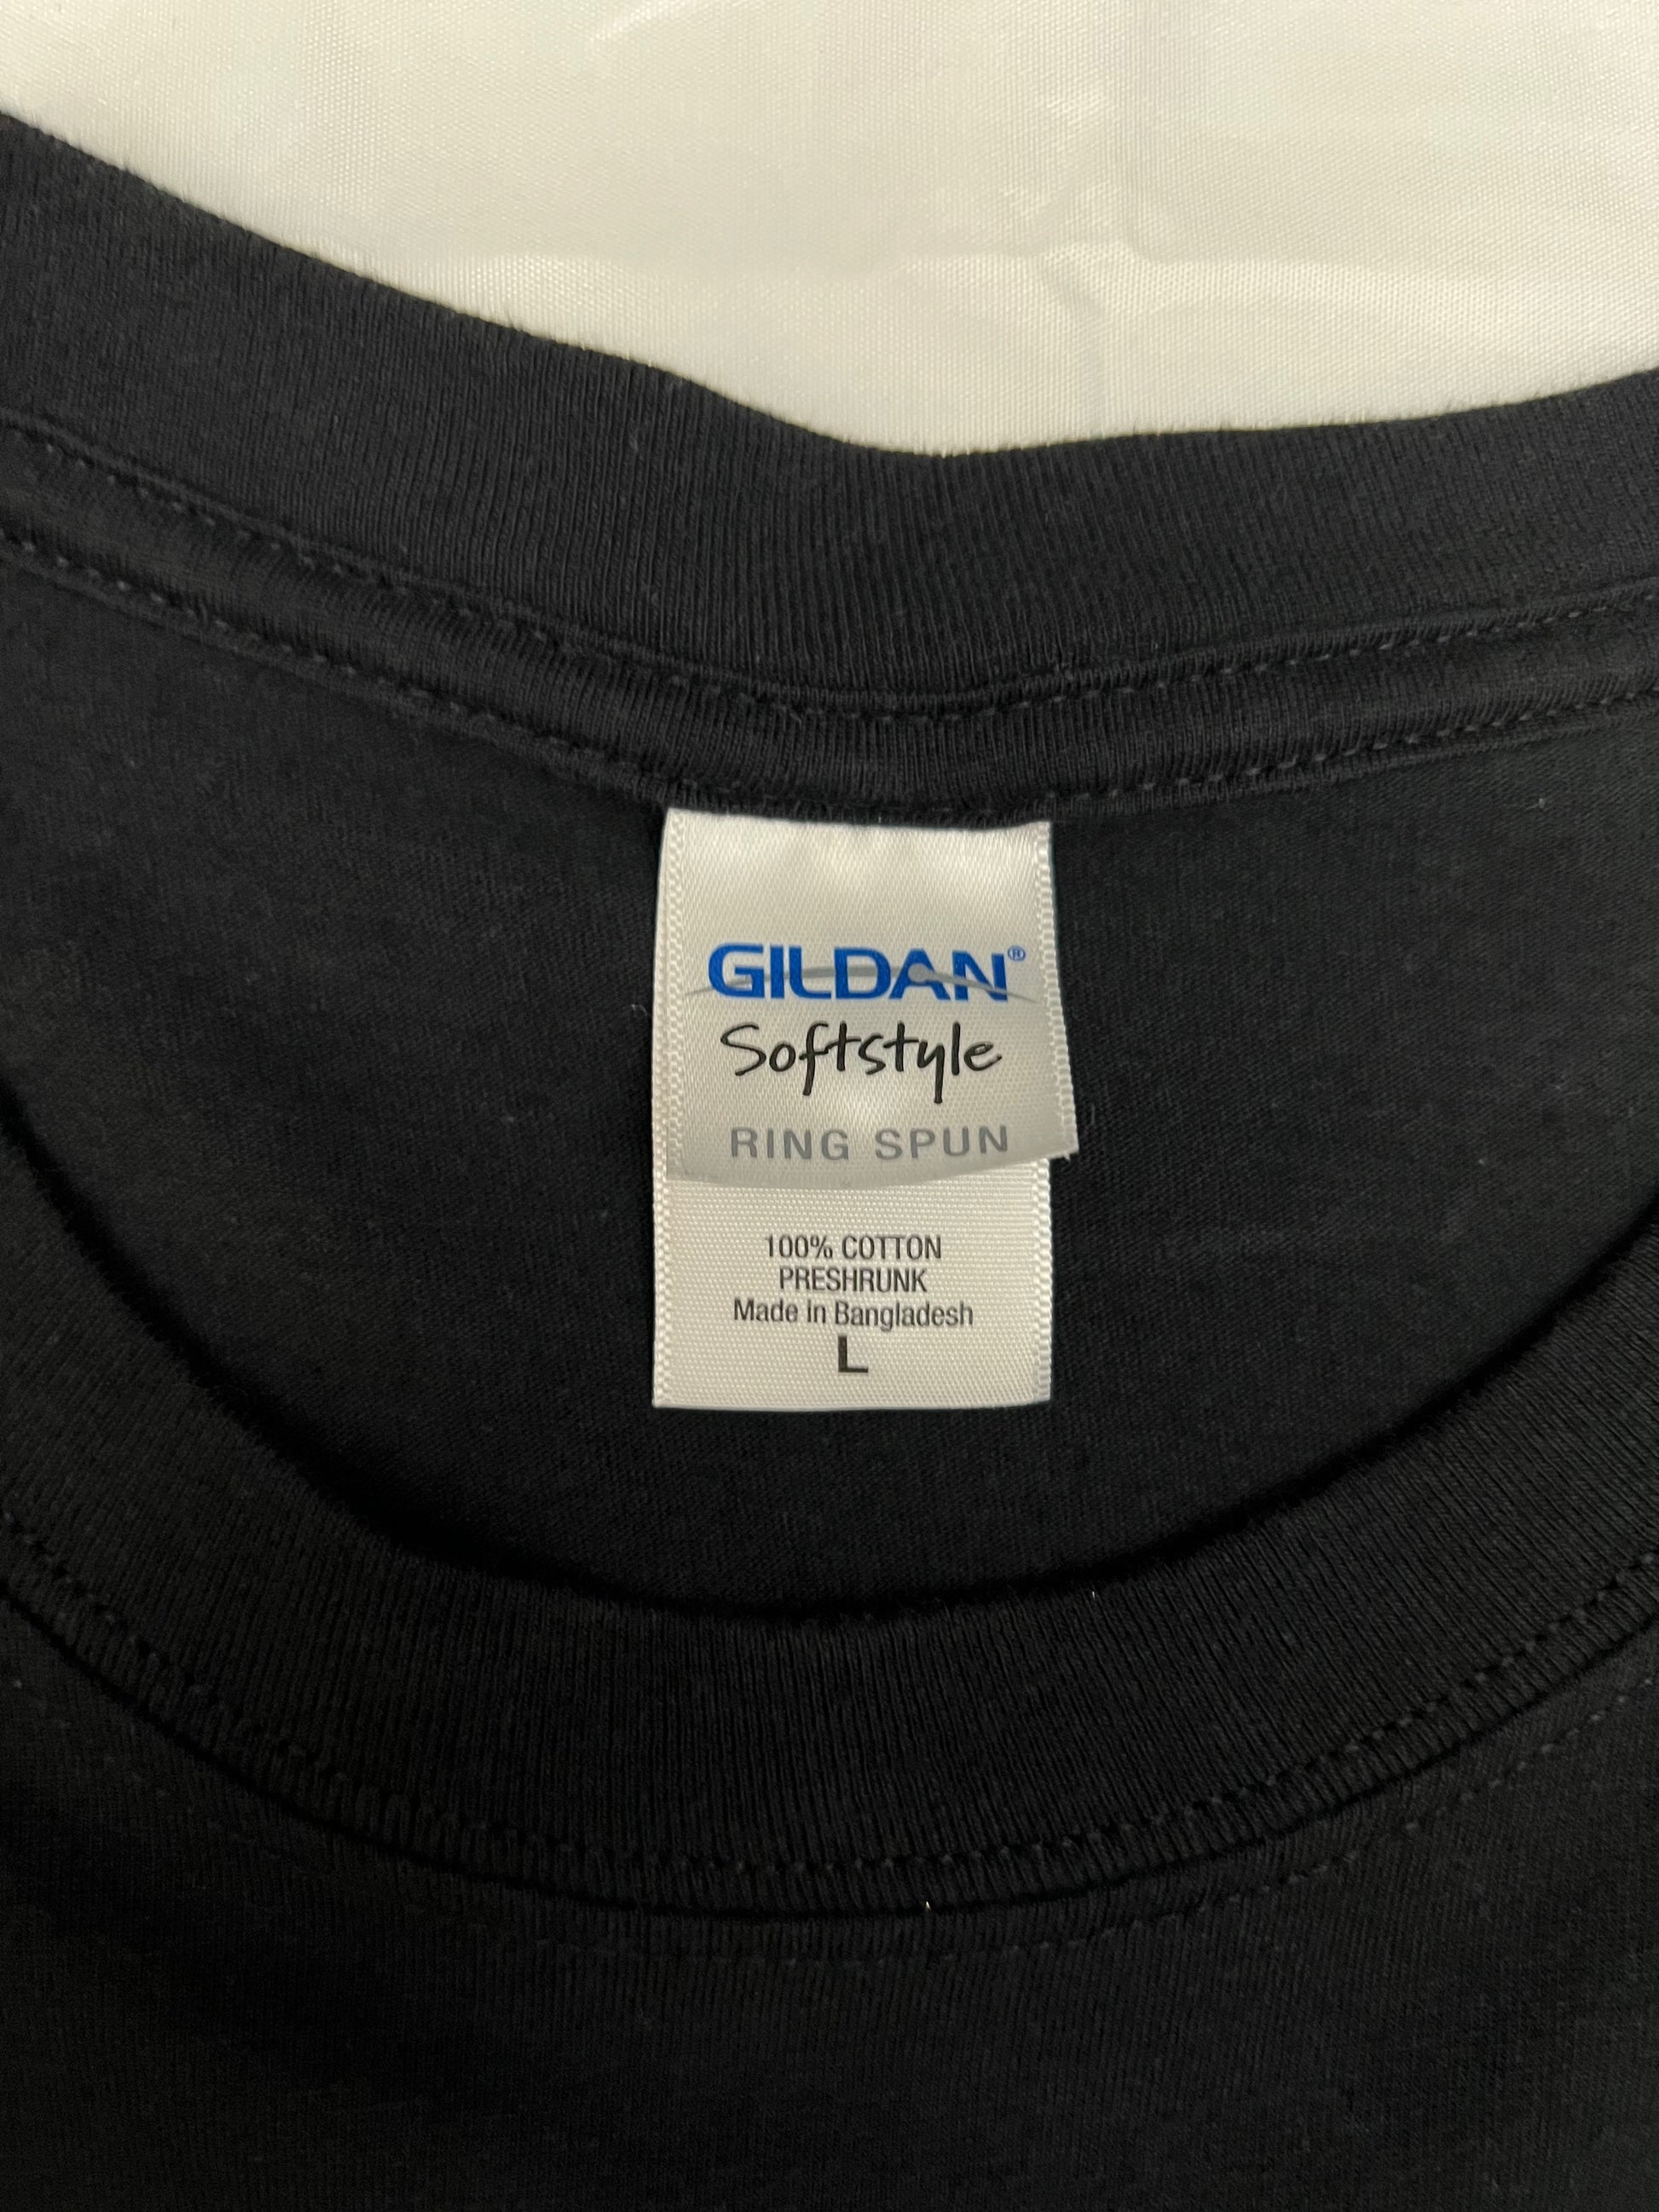 GILDAN®
Softstyle
RING SPUN
100% COTTON
PRESHRUNK
Made in Bangladesh
L